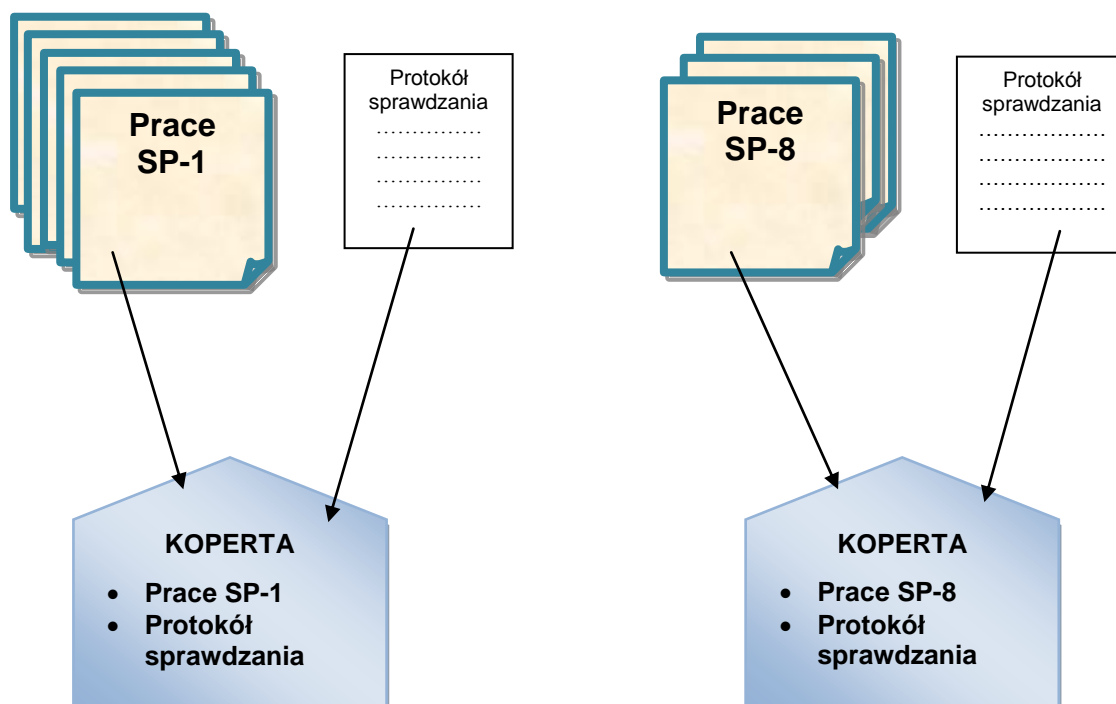 Prace
SP-1
Protokół
sprawdzania
……………
……………
……………
……………
Prace
SP-8
Protokół
sprawdzania
………………
………………
………………
………………
KOPERTA
• Prace SP-1
• Protokół
sprawdzania
KOPERTA
• Prace SP-8
• Protokół
sprawdzania